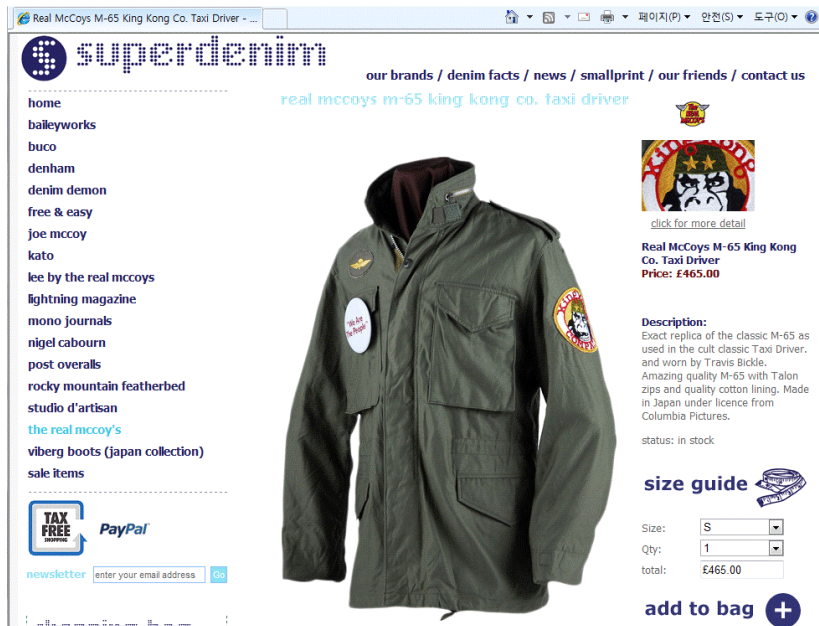 Real McCoys M-65 King Kong Co. Taxi Driver - ...
페이지(P)
안전(S)
도구(O)
superdenim
our brands / denim facts / news / smallprint / our friends / contact us
real mccoys m-65 king kong co. taxi driver
home
baileyworks
buco
denham
denim demon
free & easy
joe mccoy
kato
lee by the real mccoys
lightning magazine
mono journals
nigel cabourn
post overalls
rocky mountain featherbed
studio d'artisan
the real mccoy's
viberg boots (japan collection)
sale items
TAX
FREE
SHOPPING
PayPal
newsletter
enter your email address
Go
"We Are
The People"
King Kong
The
REAL
McCOY'S
King Kong
click for more detail
Real McCoys M-65 King Kong
Co. Taxi Driver
Price: £465.00
Description:
Exact replica of the classic M-65 as
used in the cult classic Taxi Driver.
and worn by Travis Bickle.
Amazing quality M-65 with Talon
zips and quality cotton lining. Made
in Japan under licence from
Columbia Pictures.
status: in stock
size guide
Size:
S
Qty:
1
total:
£465.00
add to bag